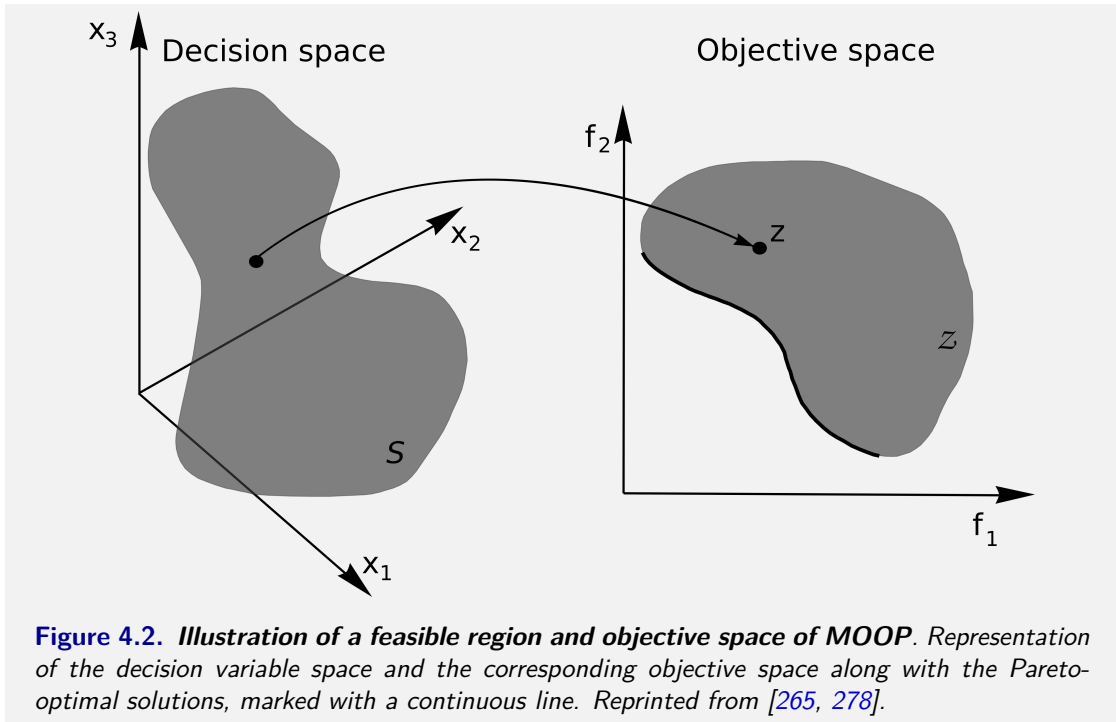 x3
Decision space
Objective space
f2
x2
z
z
S
x1
f1
Figure 4.2. Illustration of a feasible region and objective space of MOOP. Representation
of the decision variable space and the corresponding objective space along with the Pareto-
optimal solutions, marked with a continuous line. Reprinted from [265, 278].